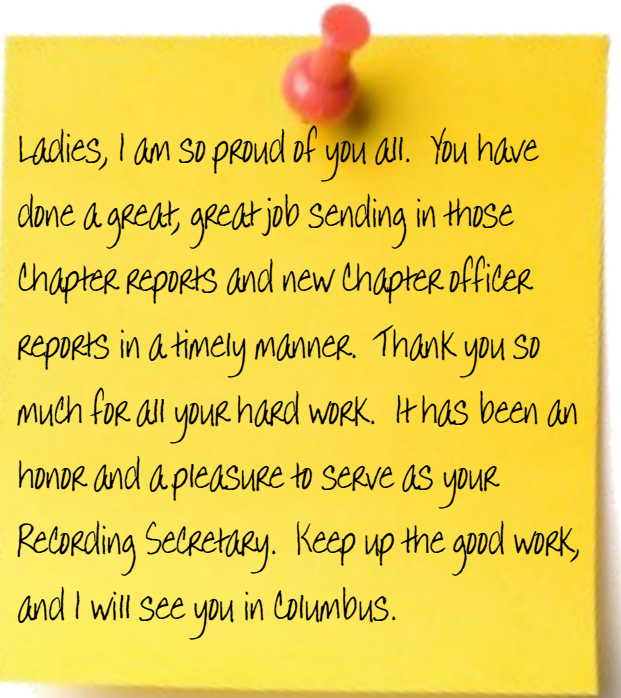 Ladies, I am so proud of you all. You have
done a great, great job sending in those
Chapter reports and new Chapter officer
reports in a timely manner. Thank you so
much for all your hard work. It has been an
honor and a pleasure to serve as your
Recording Secretary. Keep up the good work,
and I will see you in Columbus.